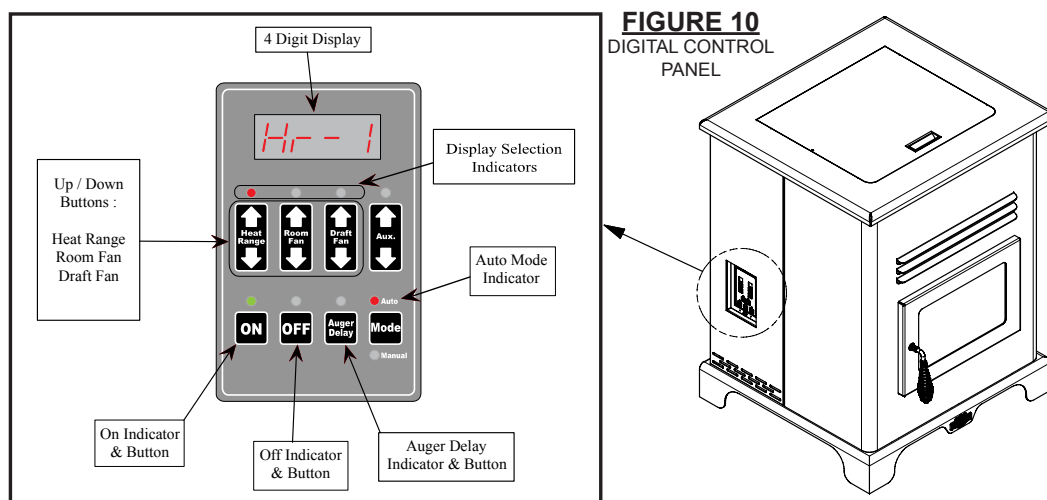 FIGURE 10
DIGITAL CONTROL
PANEL
4 Digit Display
Hr--1
Display Selection
Indicators
Up / Down
Buttons :
Heat Range
Room Fan
Draft Fan
Heat
Range
Room
Fan
Draft
Fan
Aux.
Auto Mode
Indicator
Auto
ON
OFF
Auger
Delay
Mode
Manual
On Indicator
& Button
Off Indicator
& Button
Auger Delay
Indicator & Button